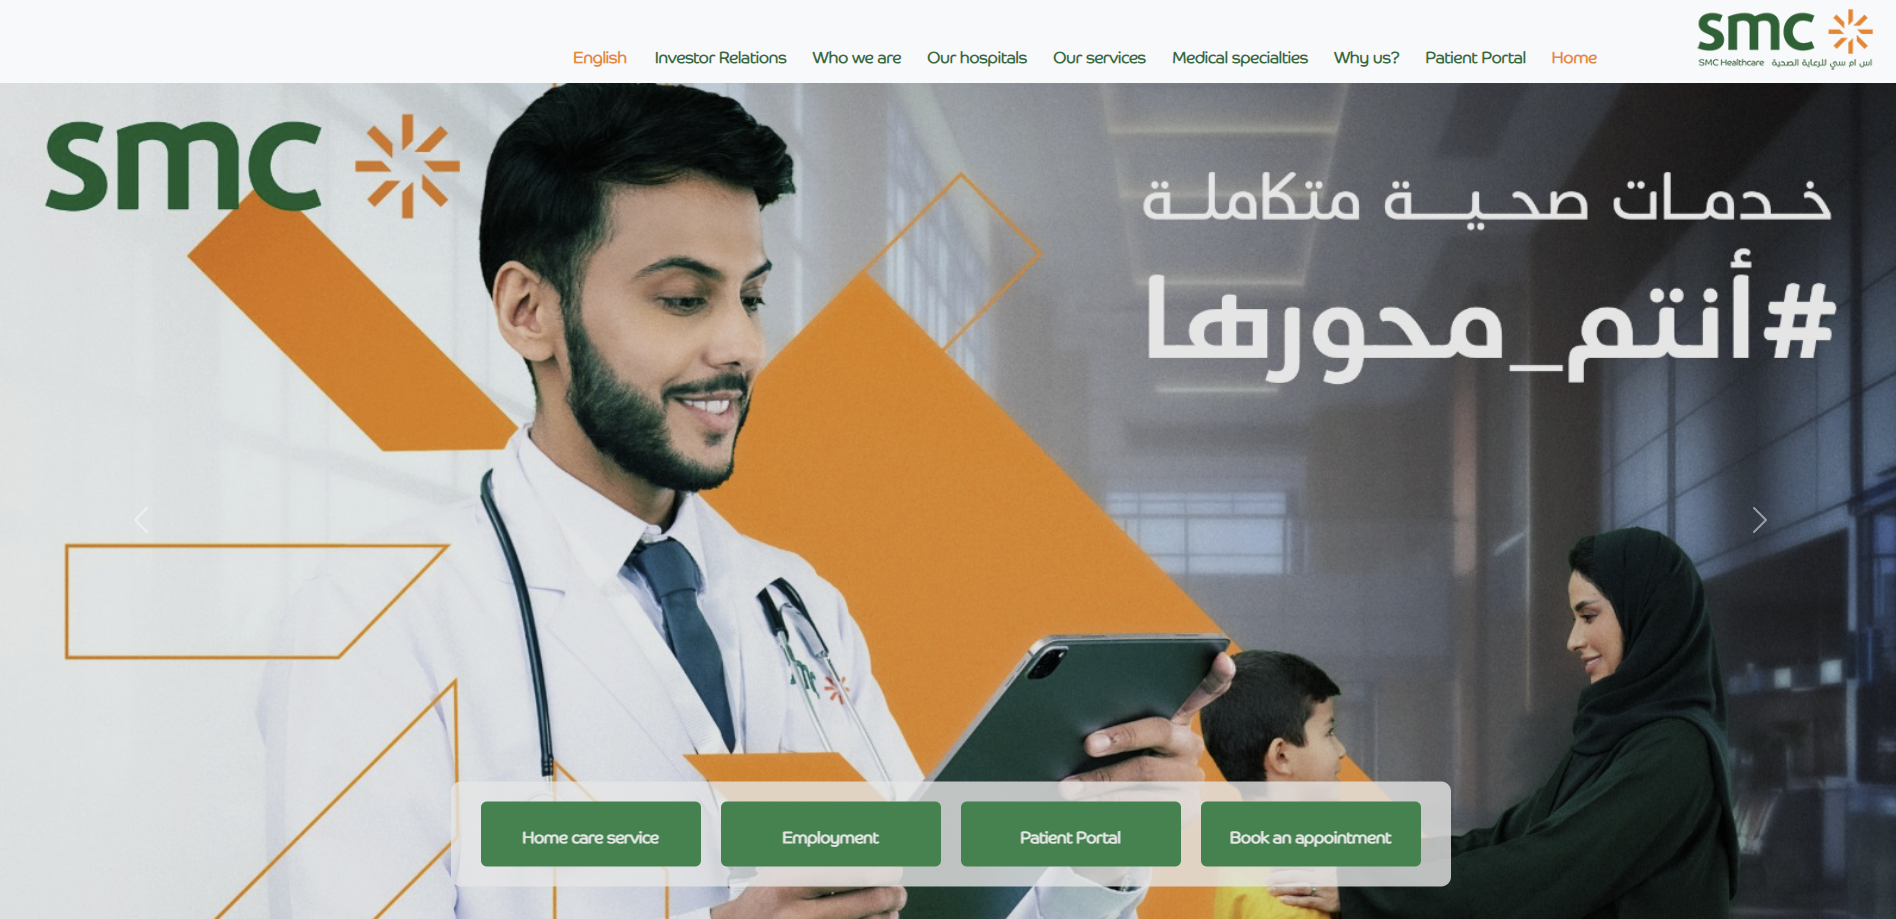 English Investor Relations Who we are Our hospitals Our services Medical specialties Why us? Patient Portal Home
smc
SMC Healthcare اس ام سي للرعاية الصحية
smc
خدمات صحية متكاملة
#أنتم_محورها
smc
Home care service
Employment
Patient Portal
Book an appointment